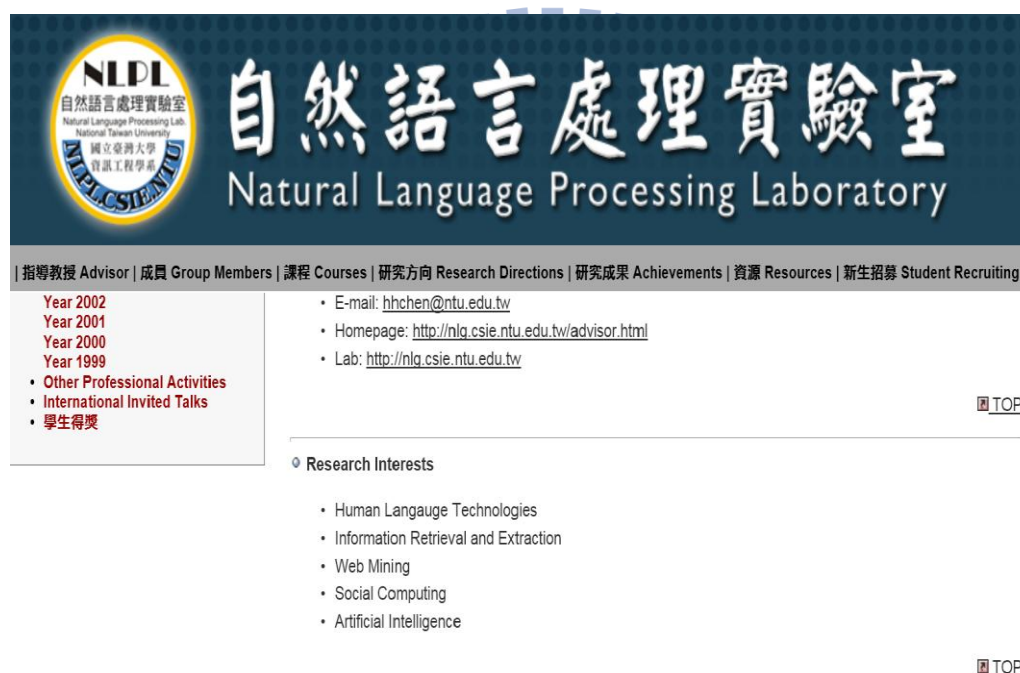 NLPL
自然語言處理實驗室
Natural Language Processing Lab.
National Taiwan University
國立臺灣大學
資訊工程學系
NLPL.CSIE.NTU
自然語言處理實驗室
Natural Language Processing Laboratory
| 指導教授 Advisor | 成員 Group Members | 課程 Courses | 研究方向 Research Directions | 研究成果 Achievements | 資源 Resources | 新生招募 Student Recruiting
Year 2002
Year 2001
Year 2000
Year 1999
• Other Professional Activities
• International Invited Talks
• 學生得獎
• E-mail: hhchen@ntu.edu.tw
• Homepage: http://nlg.csie.ntu.edu.tw/advisor.html
• Lab: http://nlg.csie.ntu.edu.tw
TOP
Research Interests
• Human Langauge Technologies
• Information Retrieval and Extraction
• Web Mining
• Social Computing
• Artificial Intelligence
TOP